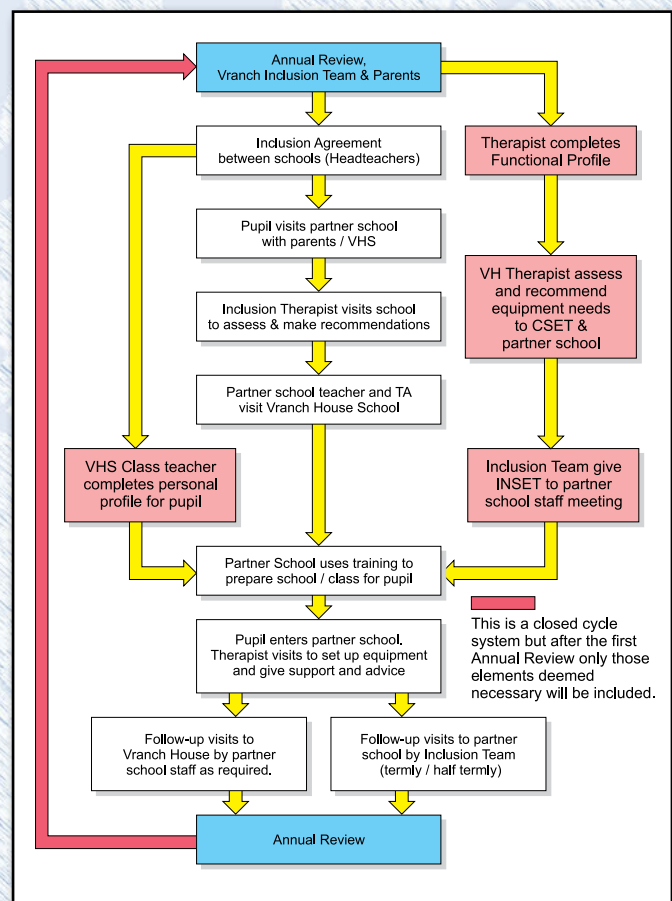 Annual Review,
Vranch Inclusion Team & Parents
Inclusion Agreement
between schools (Headteachers)
Therapist completes
Functional Profile
Pupil visits partner school
with parents / VHS
VH Therapist assess
and recommend
equipment needs
to CSET &
partner school
Inclusion Therapist visits school
to assess & make recommendations
Partner school teacher and TA
visit Vranch House School
VHS Class teacher
completes personal
profile for pupil
Inclusion Team give
INSET to partner
school staff meeting
Partner School uses training to
prepare school / class for pupil
This is a closed cycle
system but after the first
Annual Review only those
elements deemed
necessary will be included.
Pupil enters partner school.
Therapist visits to set up equipment
and give support and advice
Follow-up visits to
Vranch House by partner
school staff as required.
Follow-up visits to partner
school by Inclusion Team
(termly / half termly)
Annual Review